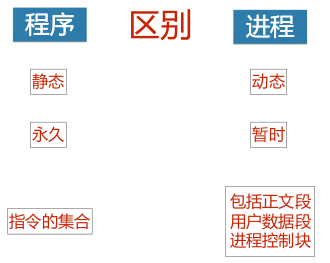 程序 区别 进程
静态 动态
永久 暂时
指令的集合
包括正文段
用户数据段
进程控制块